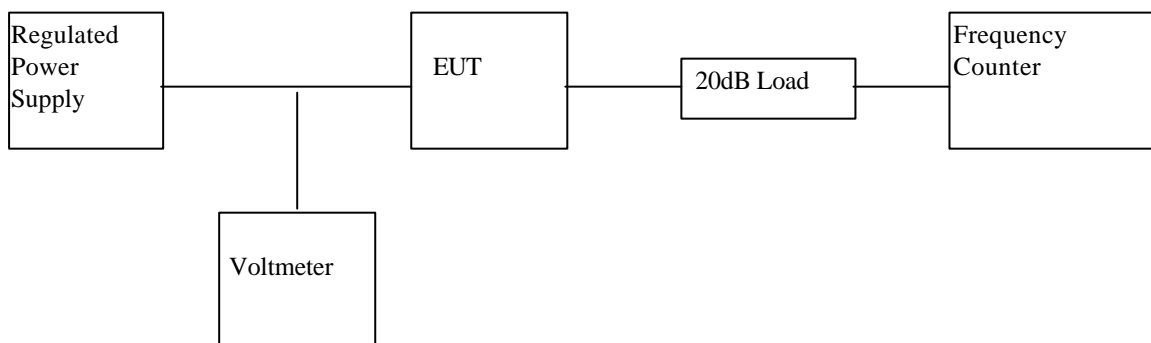 Regulated
Power
Supply
EUT
20dB Load
Frequency
Counter
Voltmeter